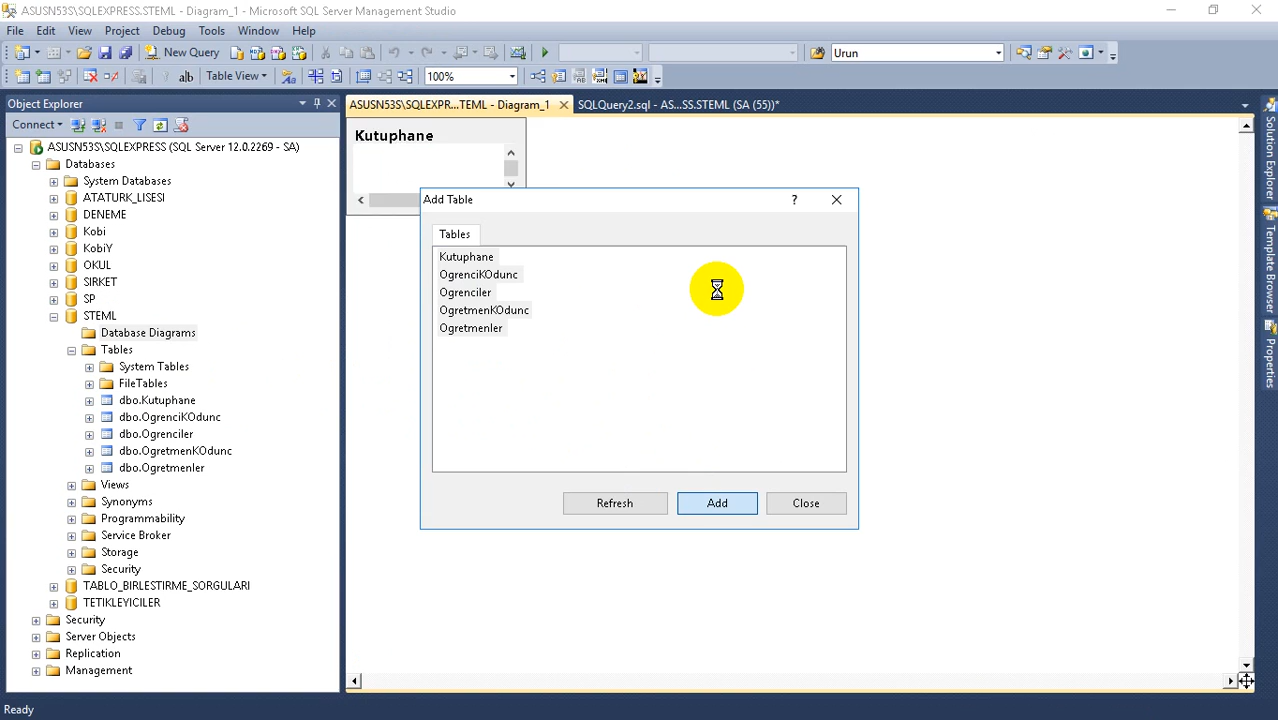 ASUSN53S\SQLEXPRESS.STEML - Diagram_1 - Microsoft SQL Server Management Studio
File Edit View Project Debug Tools Window Help
New Query Urun
Table View 100%
Object Explorer
ASUSN53S\SQLEXPR...TEML - Diagram_1
SQLQuery2.sql - AS...SS.STEML (SA (55))*
Connect
ASUSN53S\SQLEXPRESS (SQL Server 12.0.2269 - SA)
Databases
System Databases
ATATURK_LISESI
DENEME
Kobi
KobiY
OKUL
SIRKET
SP
STEML
Database Diagrams
Tables
System Tables
FileTables
dbo.Kutuphane
dbo.OgrenciKOdunc
dbo.Ogrenciler
dbo.OgretmenKOdunc
dbo.Ogretmenler
Views
Synonyms
Programmability
Service Broker
Storage
Security
TABLO_BIRLESTIRME_SORGULARI
TETIKLEYICILER
Security
Server Objects
Replication
Management
Kutuphane
Add Table ?
Tables
Kutuphane
OgrenciKOdunc
Ogrenciler
OgretmenKOdunc
Ogretmenler
Refresh Add Close
Solution Explorer
Template Browser
Properties
Ready